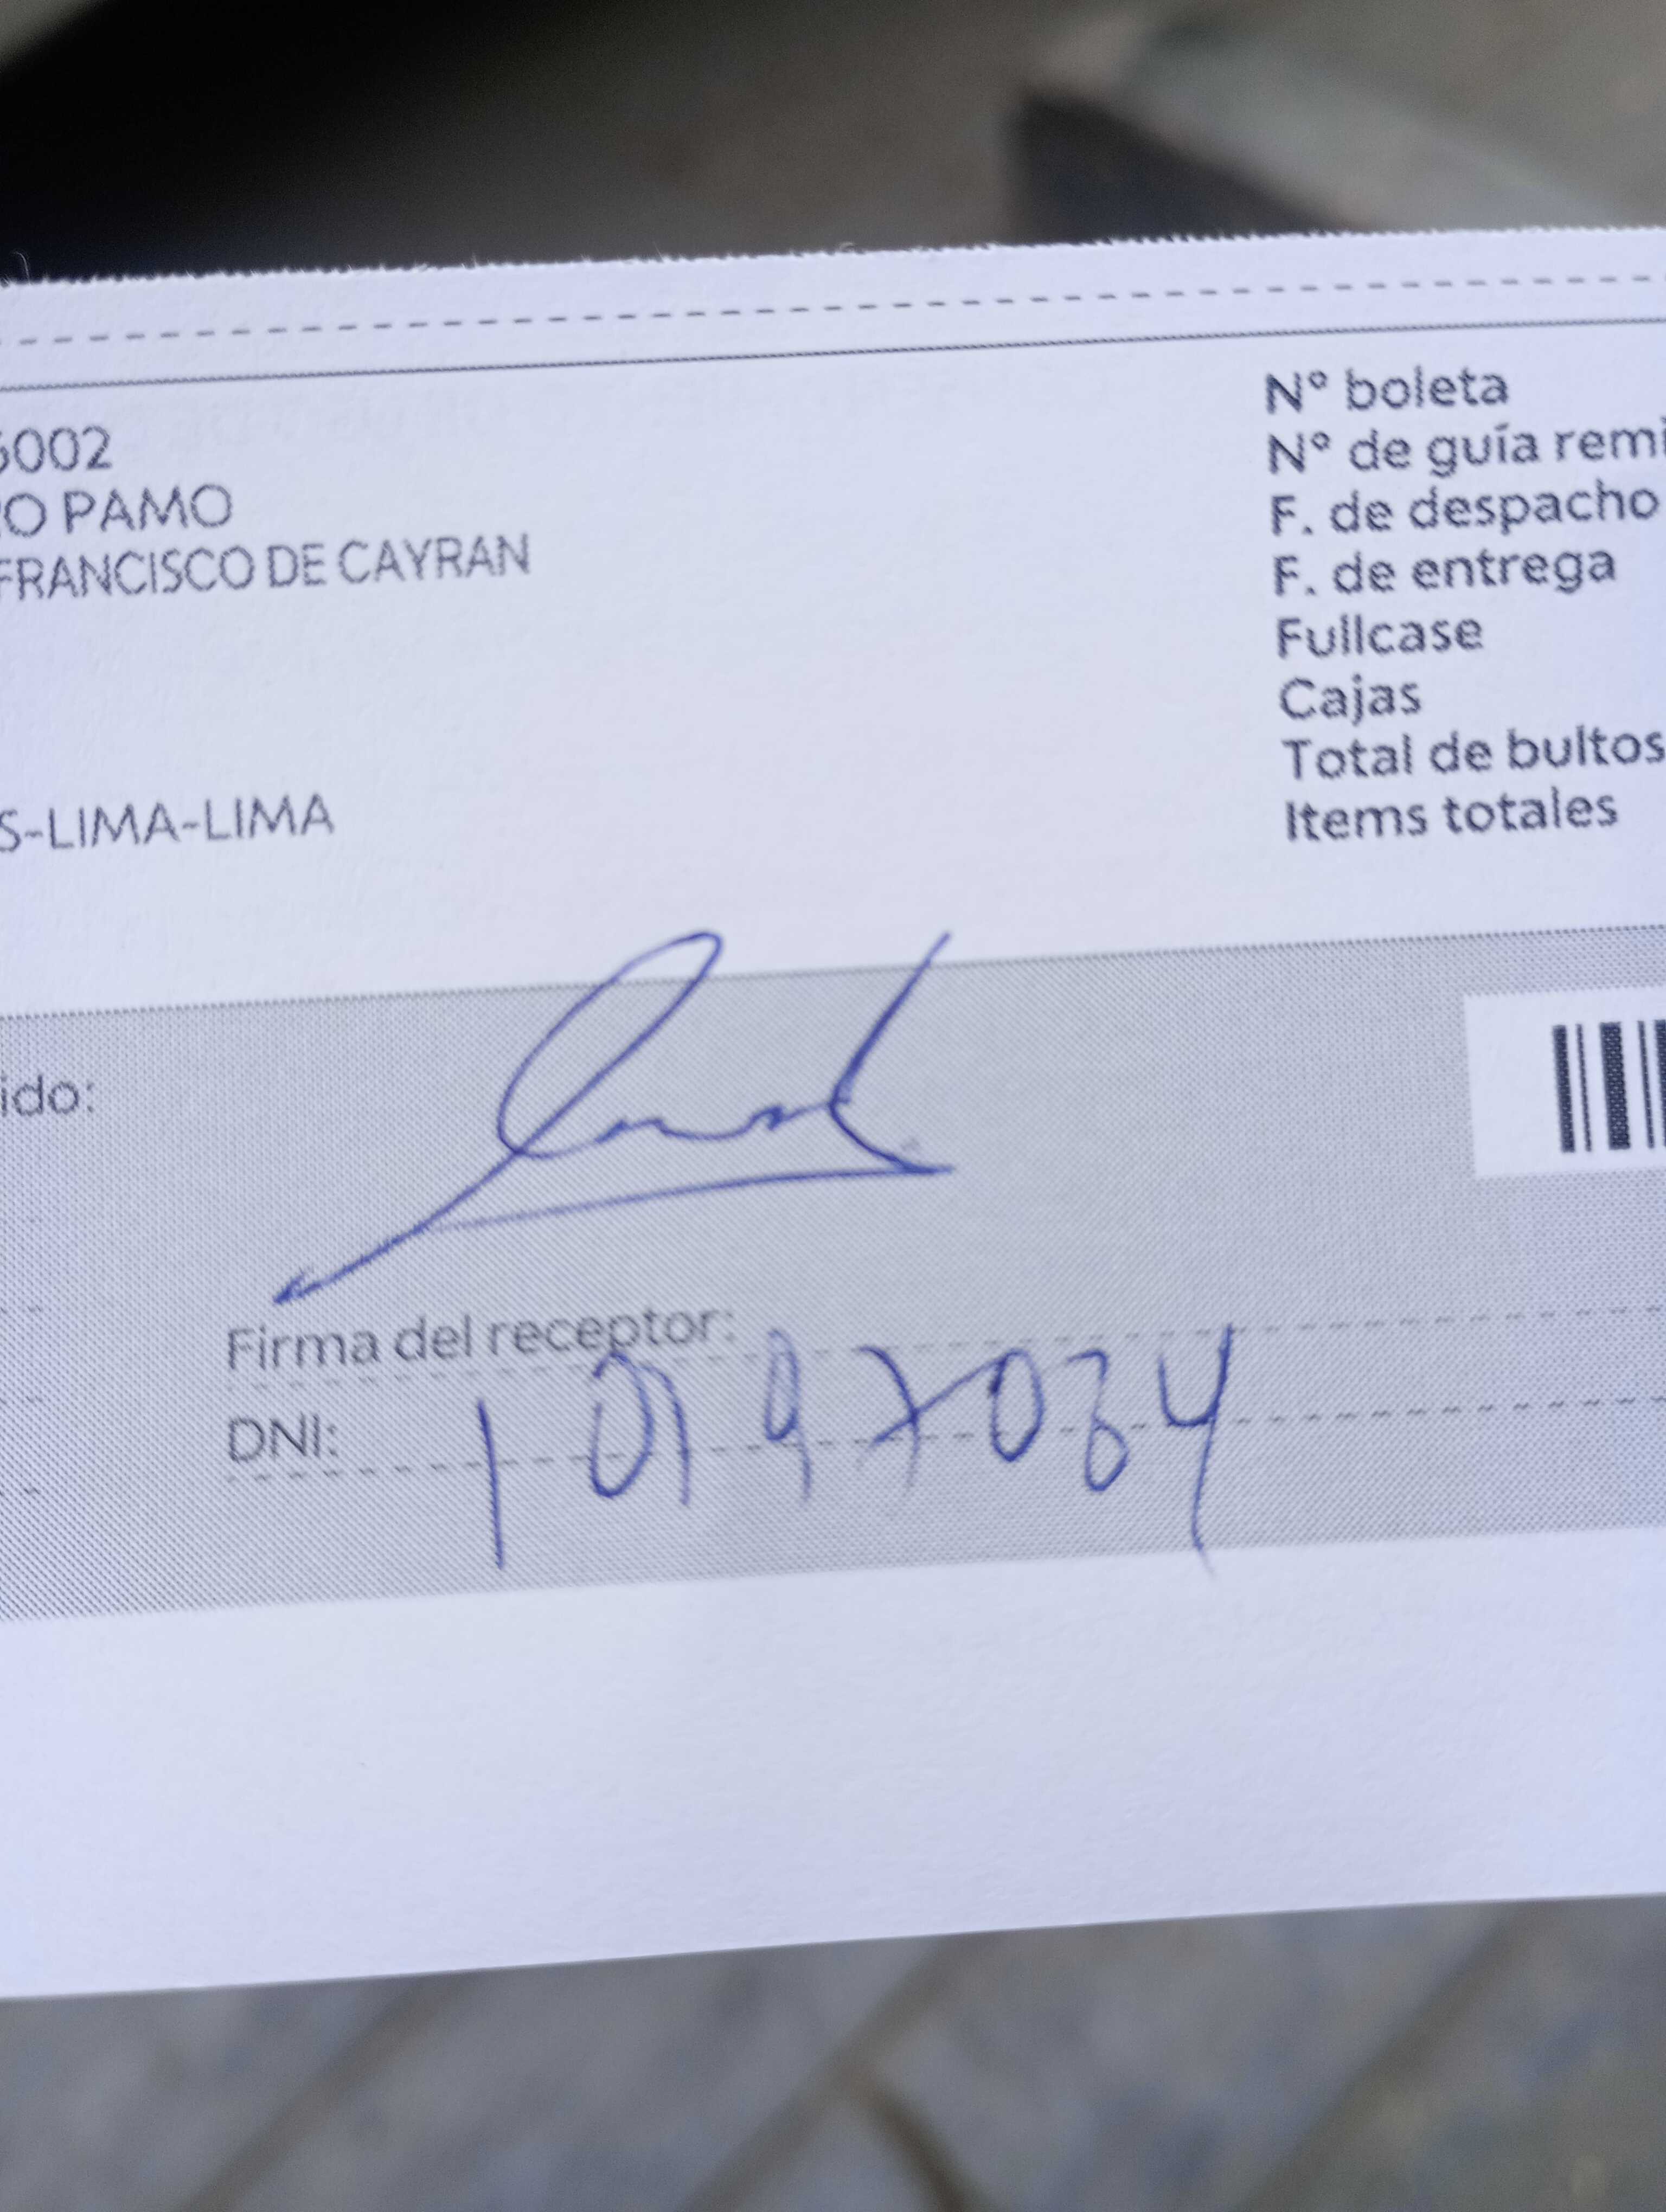 6002
RO PAMO
FRANCISCO DE CAYRAN
S-LIMA-LIMA
N° boleta
N° de guía remi
F. de despacho
F. de entrega
Fullcase
Cajas
Total de bultos
Items totales
ido:
Firma del receptor:
DNI: 10197034